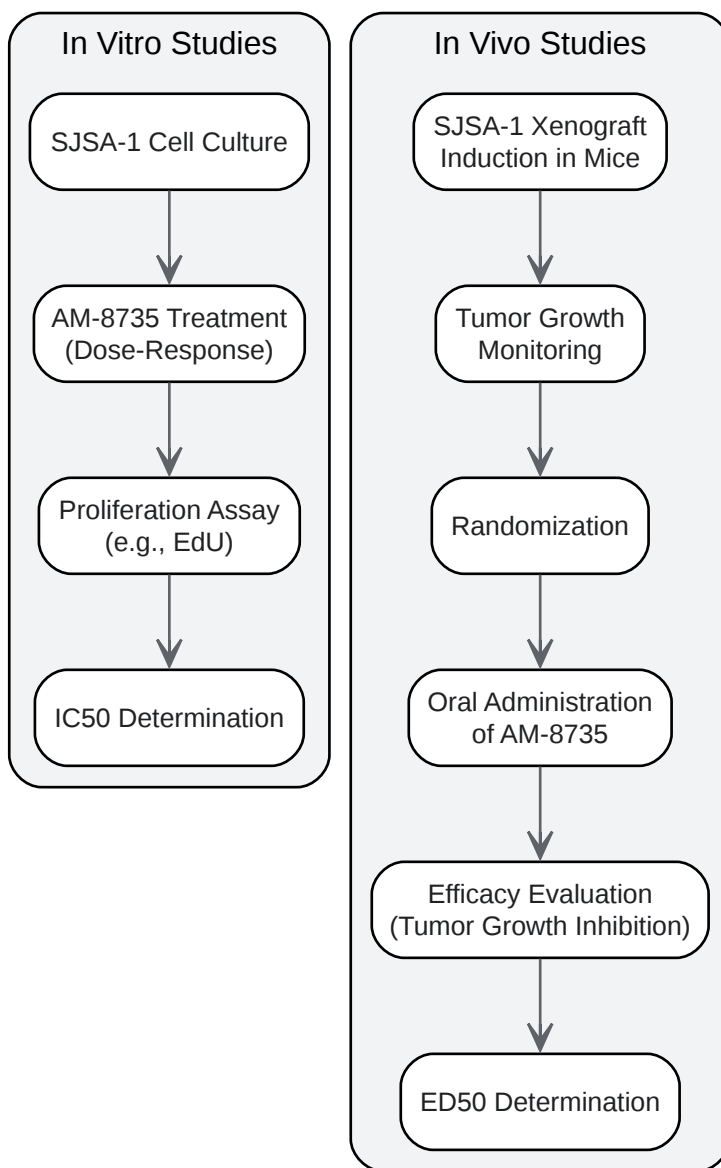 In Vitro Studies
SJSA-1 Cell Culture
AM-8735 Treatment
(Dose-Response)
Proliferation Assay
(e.g., EdU)
IC50 Determination
In Vivo Studies
SJSA-1 Xenograft
Induction in Mice
Tumor Growth
Monitoring
Randomization
Oral Administration
of AM-8735
Efficacy Evaluation
(Tumor Growth Inhibition)
ED50 Determination